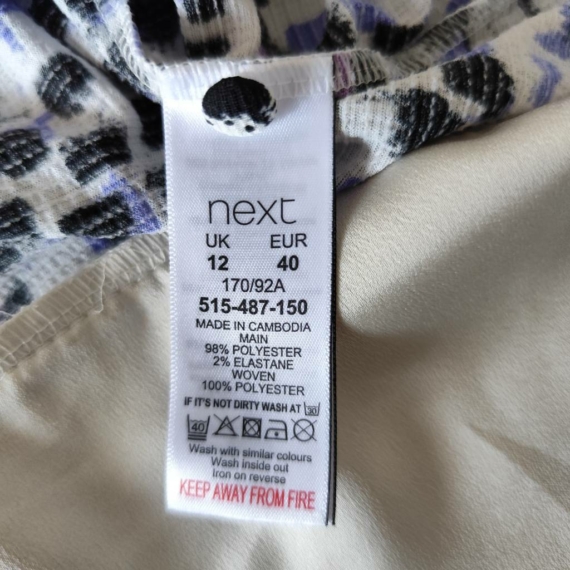 next
UK EUR
12 40
170/92A
515-487-150
MADE IN CAMBODIA
MAIN
98% POLYESTER
2% ELASTANE
WOVEN
100% POLYESTER
IF IT'S NOT DIRTY WASH AT 30
40
Wash with similar colours
Wash inside out
Iron on reverse
KEEP AWAY FROM FIRE